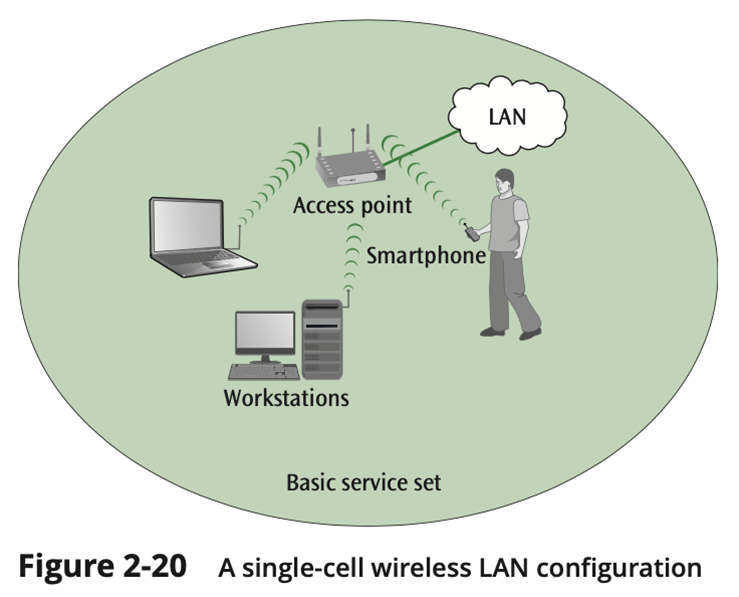 LAN
Access point
Smartphone
Workstations
Basic service set
Figure 2-20 A single-cell wireless LAN configuration